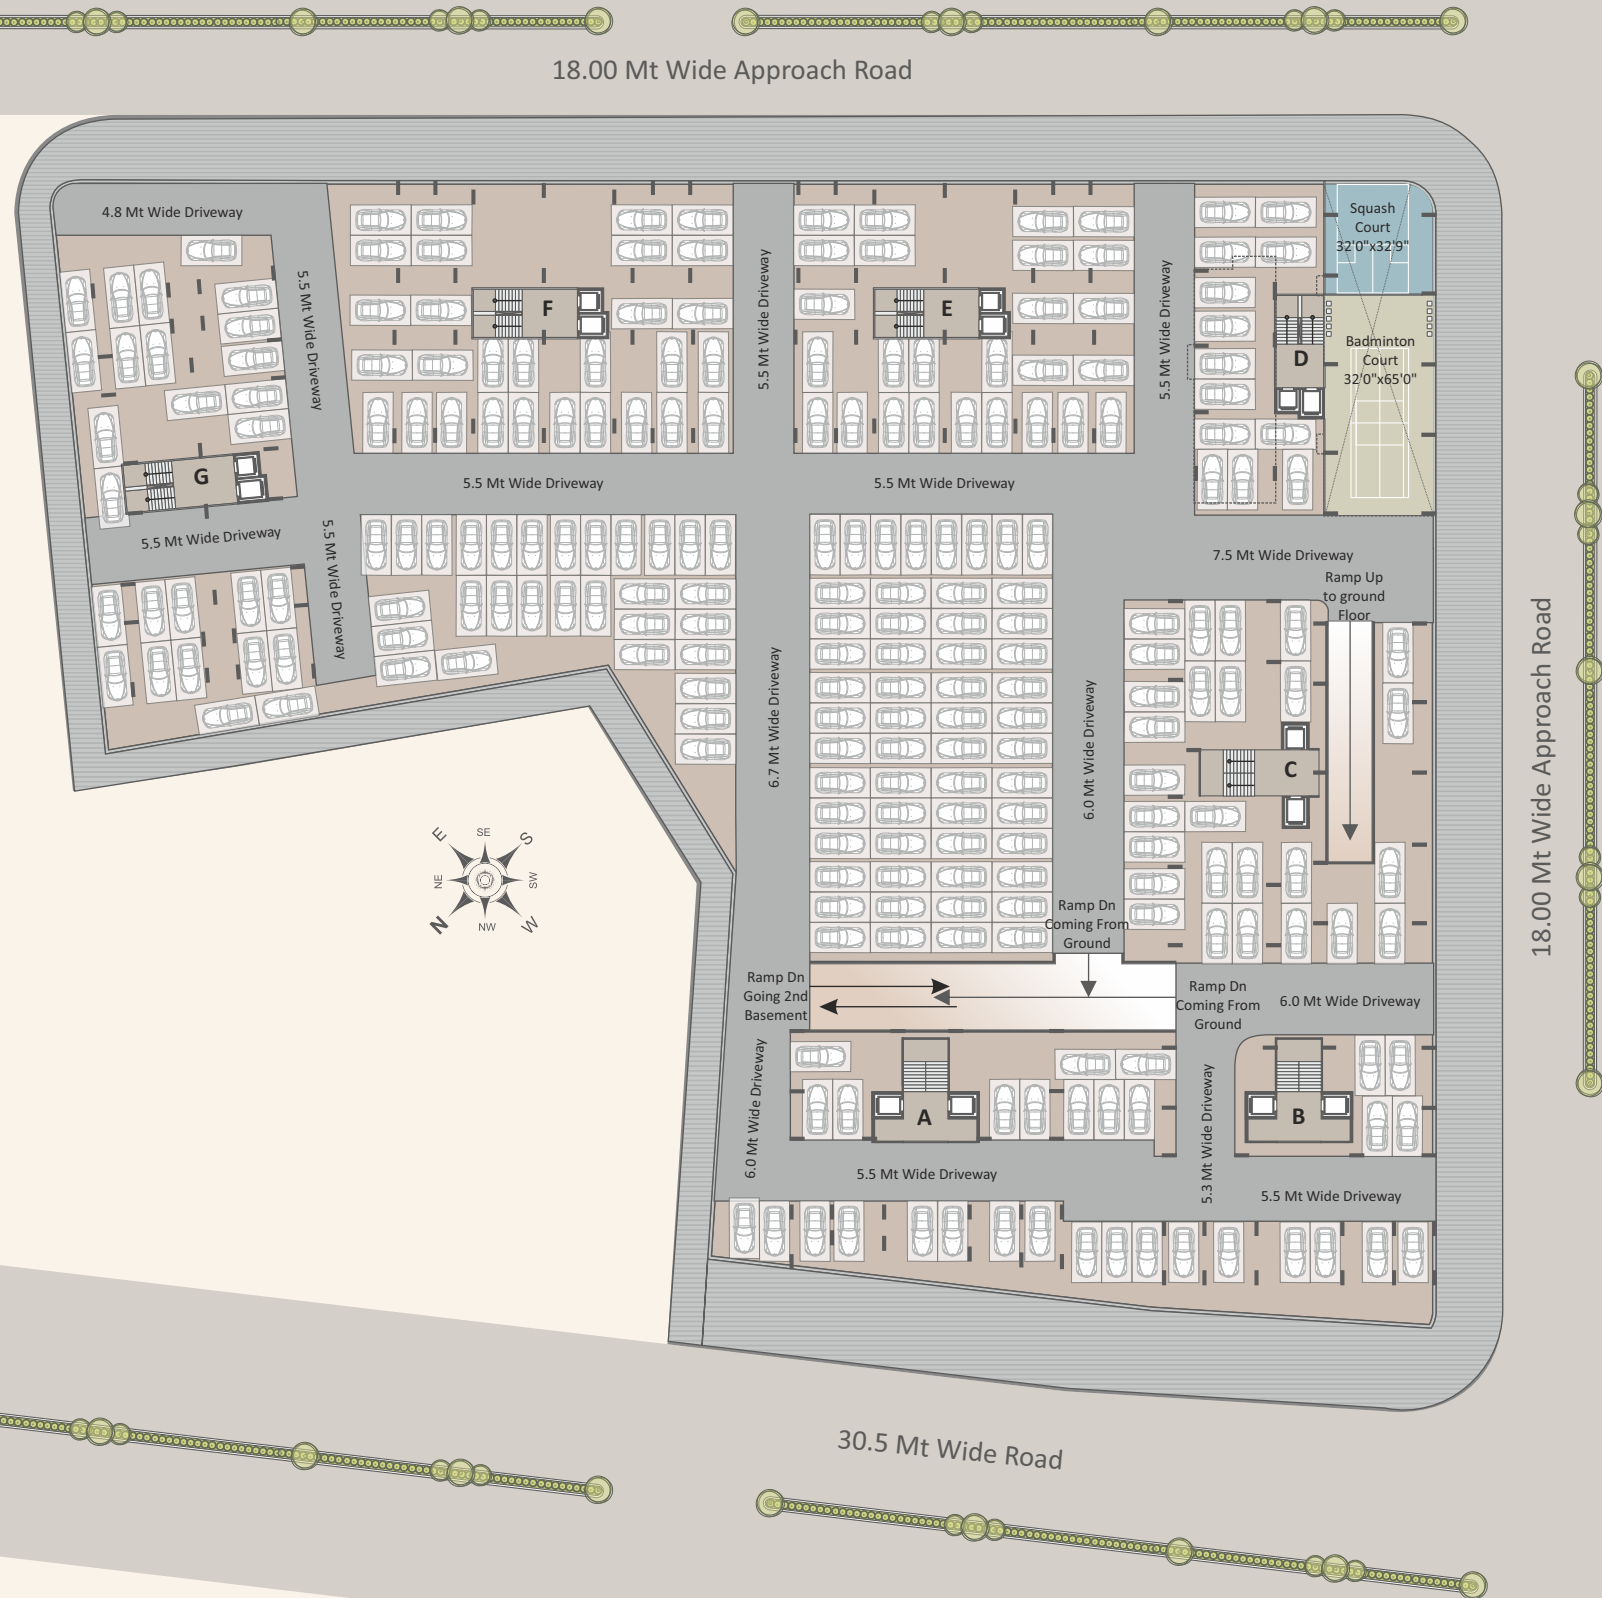 18.00 Mt Wide Approach Road
4.8 Mt Wide Driveway
5.5 Mt Wide Driveway
F
5.5 Mt Wide Driveway
E
5.5 Mt Wide Driveway
Squash
Court
32'0"x32'9"
D
Badminton
Court
32'0"x65'0"
G
5.5 Mt Wide Driveway
5.5 Mt Wide Driveway
5.5 Mt Wide Driveway
5.5 Mt Wide Driveway
7.5 Mt Wide Driveway
Ramp Up
to ground
Floor
6.7 Mt Wide Driveway
6.0 Mt Wide Driveway
C
18.00 Mt Wide Approach Road
E
SE
S
NE
SW
N
NW
W
Ramp Dn
Coming From
Ground
Ramp Dn
Going 2nd
Basement
Ramp Dn
Coming From
Ground
6.0 Mt Wide Driveway
6.0 Mt Wide Driveway
A
5.3 Mt Wide Driveway
B
5.5 Mt Wide Driveway
5.5 Mt Wide Driveway
30.5 Mt Wide Road